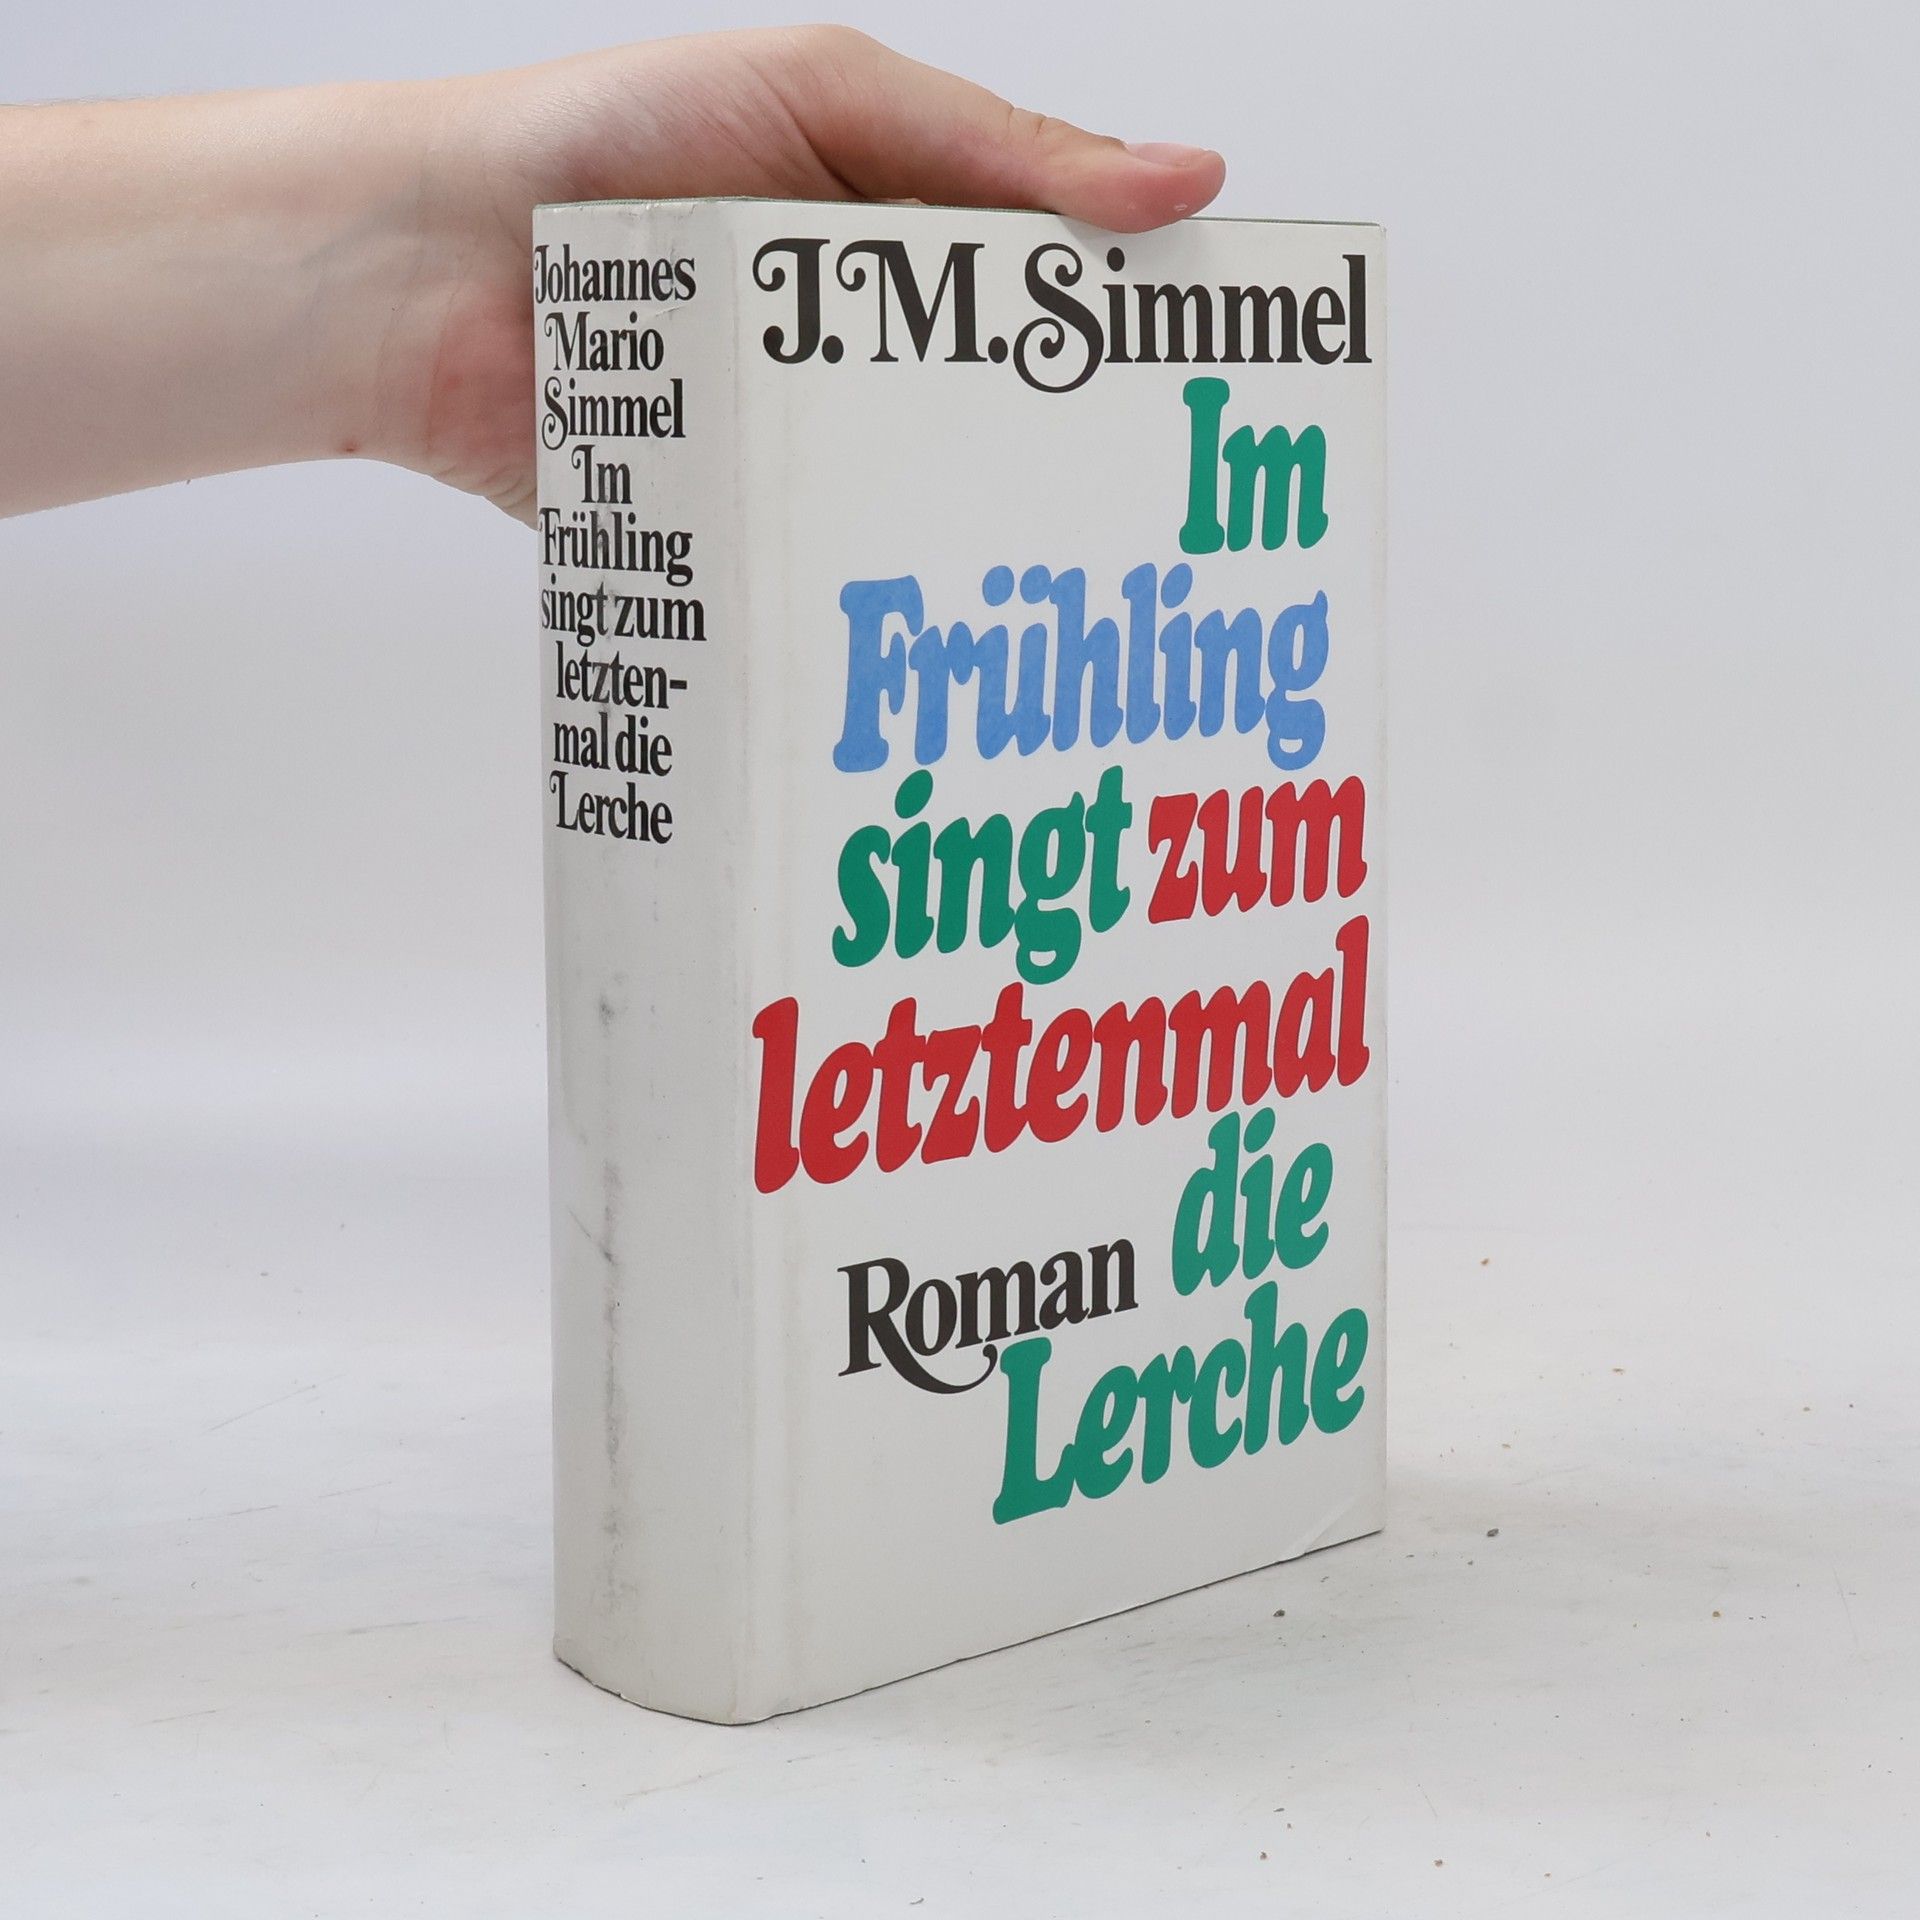 Johannes
Mario
Simmel
Im
Frühling
singt zum
letzten-
mal die
Lerche
J. M. Simmel
Im
Frühling
singt zum
letztenmal
die
Roman
Lerche